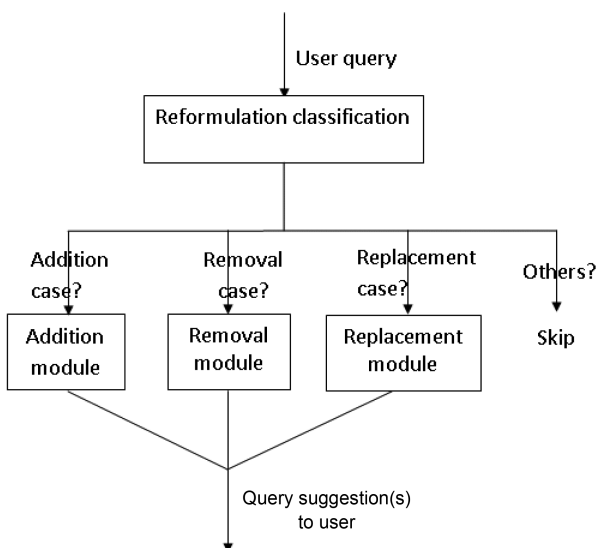 User query
Reformulation classification
Addition
case?
Removal
case?
Replacement
case?
Others?
Addition
module
Removal
module
Replacement
module
Skip
Query suggestion(s)
to user